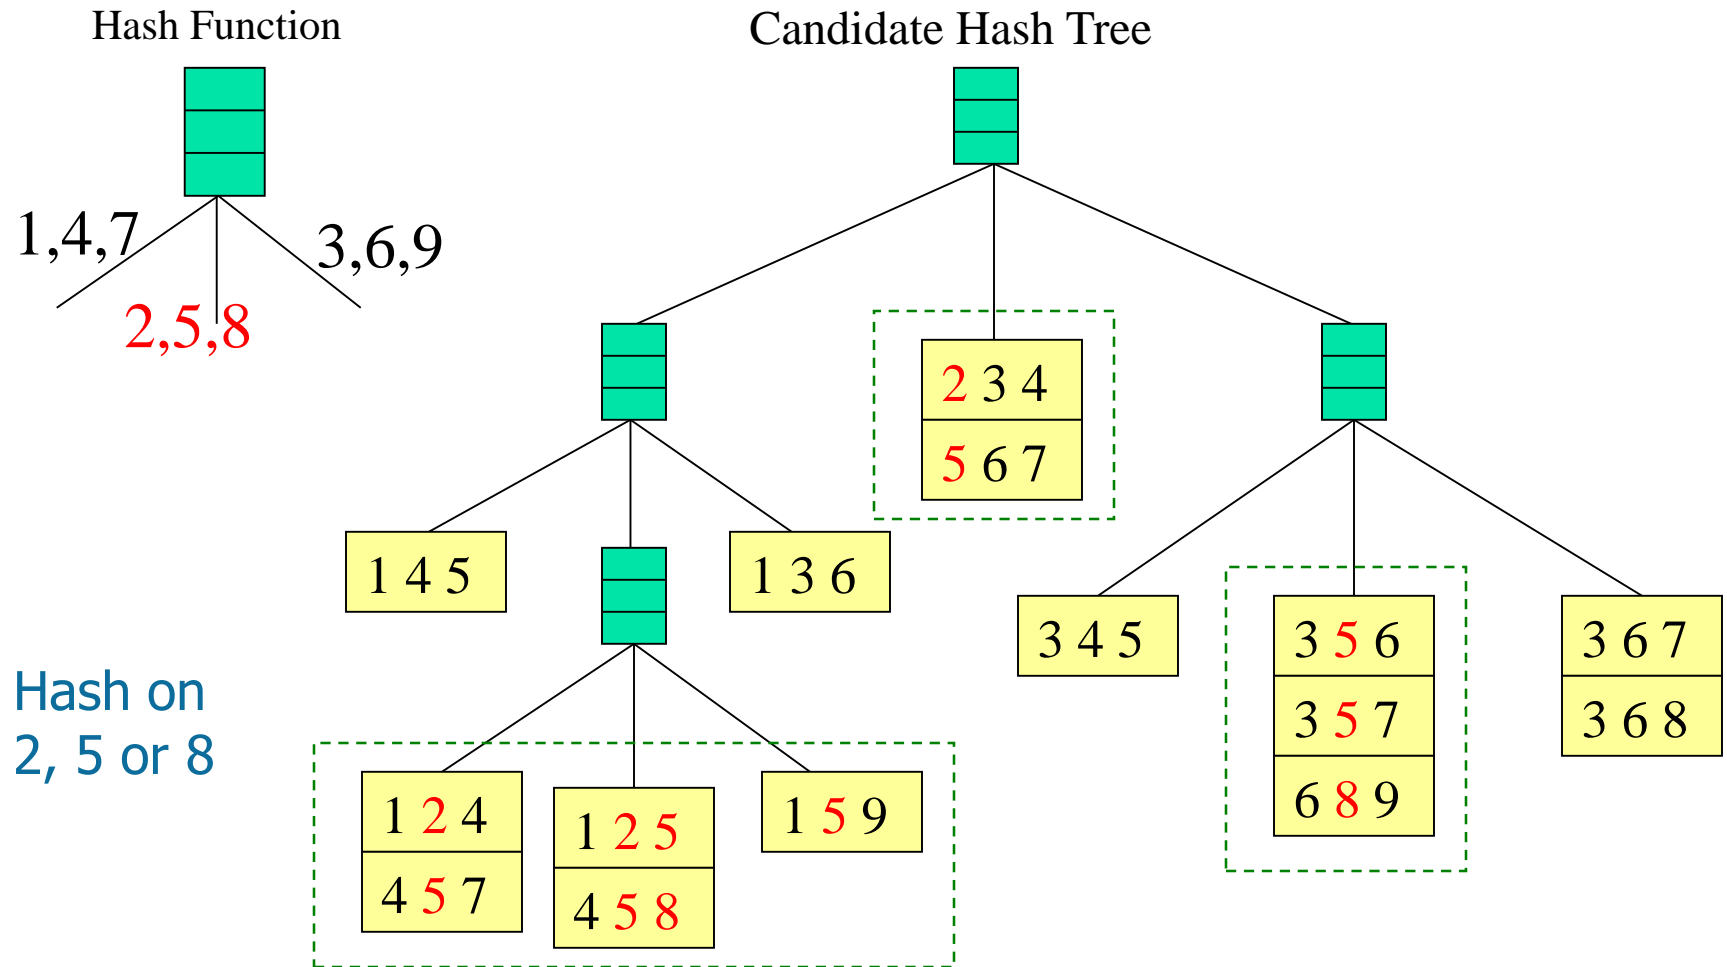 Hash Function
Candidate Hash Tree
1,4,7
3,6,9
2,5,8
2 3 4
5 6 7
1 4 5
1 3 6
3 4 5
3 5 6
3 5 7
6 8 9
3 6 7
3 6 8
Hash on
2, 5 or 8
1 2 4
4 5 7
1 2 5
4 5 8
1 5 9